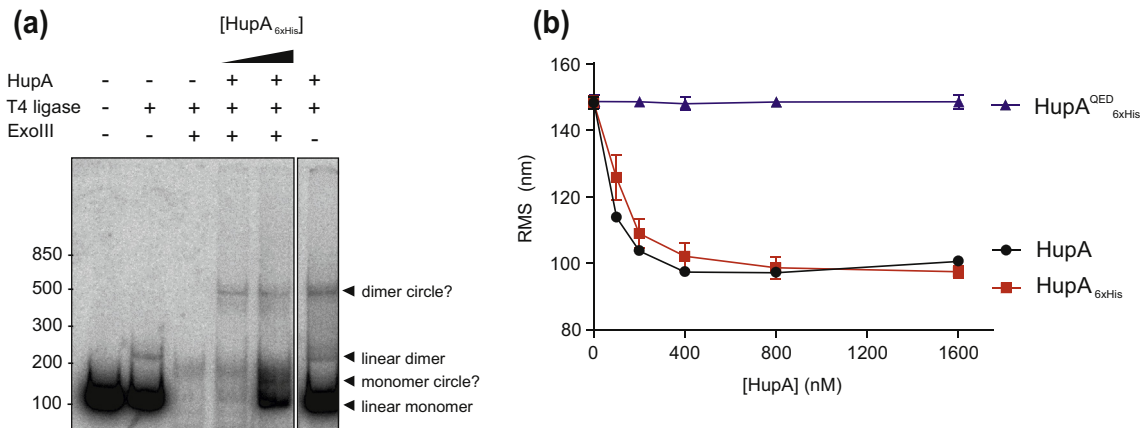 (a)
[HupA6xHis]
HupA - - - + + +
T4 ligase - + + + + +
ExoIII - - + + + -
850
500
300
200
100
dimer circle?
linear dimer
monomer circle?
linear monomer
(b)
RMS (nm)
160
140
120
100
80
0 400 800 1200 1600
[HupA] (nM)
HupAQED6xHis
HupA
HupA6xHis